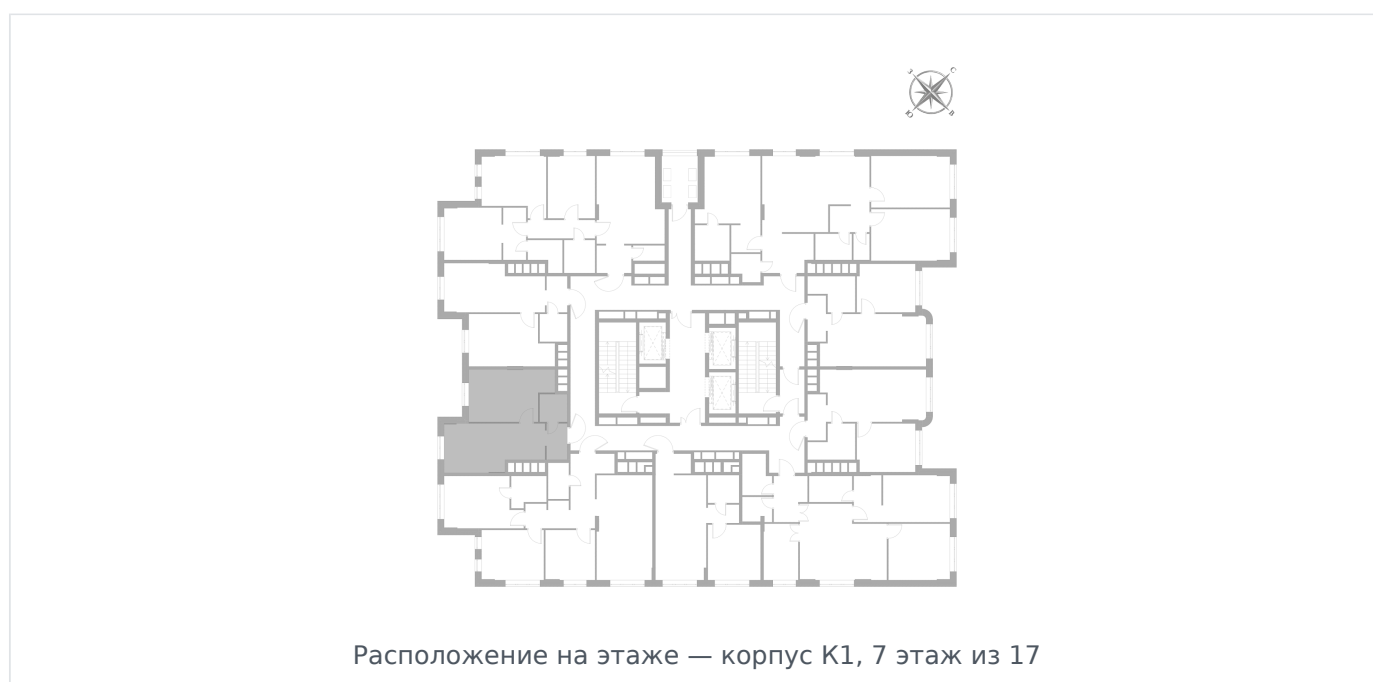 З С
Ю В
Расположение на этаже — корпус К1, 7 этаж из 17